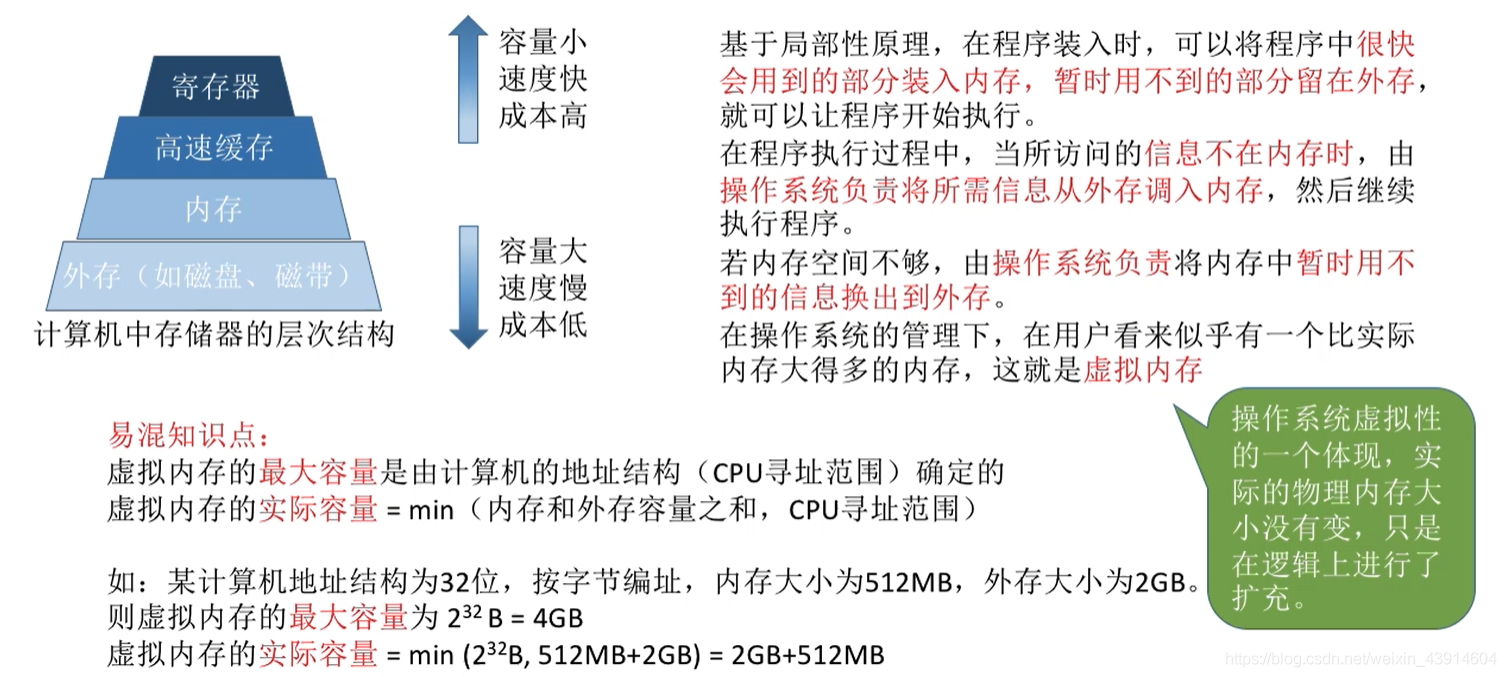 寄存器
高速缓存
内存
外存（如磁盘、磁带）
计算机中存储器的层次结构
容量小
速度快
成本高
容量大
速度慢
成本低
基于局部性原理，在程序装入时，可以将程序中很快
会用到的部分装入内存，暂时用不到的部分留在外存，
就可以让程序开始执行。
在程序执行过程中，当所访问的信息不在内存时，由
操作系统负责将所需信息从外存调入内存，然后继续
执行程序。
若内存空间不够，由操作系统负责将内存中暂时用不
到的信息换出到外存。
在操作系统的管理下，在用户看来似乎有一个比实际
内存大得多的内存，这就是虚拟内存
操作系统虚拟性
的一个体现，实
际的物理内存大
小没有变，只是
在逻辑上进行了
扩充。
易混知识点：
虚拟内存的最大容量是由计算机的地址结构（CPU寻址范围）确定的
虚拟内存的实际容量 = min（内存和外存容量之和，CPU寻址范围）
如：某计算机地址结构为32位，按字节编址，内存大小为512MB，外存大小为2GB。
则虚拟内存的最大容量为 2³² B = 4GB
虚拟内存的实际容量 = min (2³²B, 512MB+2GB) = 2GB+512MB
https://blog.csdn.net/weixin_43914604